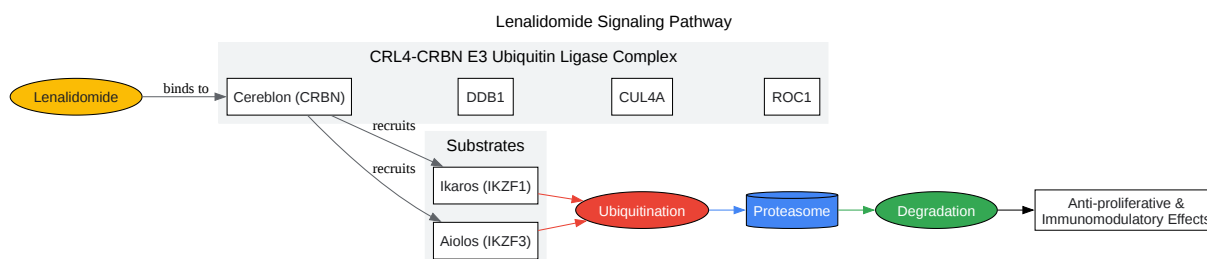 Lenalidomide Signaling Pathway
CRL4-CRBN E3 Ubiquitin Ligase Complex
Lenalidomide
binds to
Cereblon (CRBN)
DDB1
CUL4A
ROC1
recruits
recruits
Substrates
Ikaros (IKZF1)
Aiolos (IKZF3)
Ubiquitination
Proteasome
Degradation
Anti-proliferative &
Immunomodulatory Effects